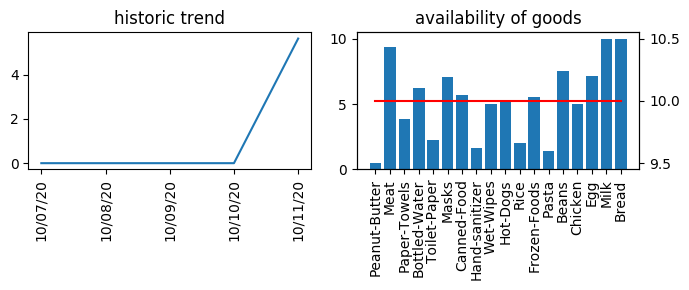 historic trend
4
2
0
10/07/20
10/08/20
10/09/20
10/10/20
10/11/20
availability of goods
10
5
0
10.5
10.0
9.5
Peanut-Butter
Meat
Paper-Towels
Bottled-Water
Toilet-Paper
Masks
Canned-Food
Hand-sanitizer
Wet-Wipes
Hot-Dogs
Rice
Frozen-Foods
Pasta
Beans
Chicken
Egg
Milk
Bread